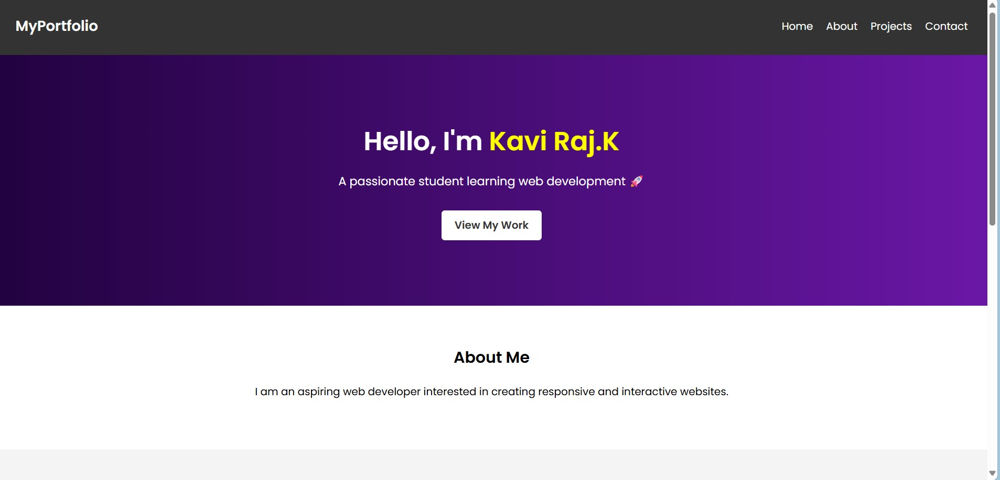 MyPortfolio
Home About Projects Contact
Hello, I'm Kavi Raj.K
A passionate student learning web development 🚀
View My Work
About Me
I am an aspiring web developer interested in creating responsive and interactive websites.